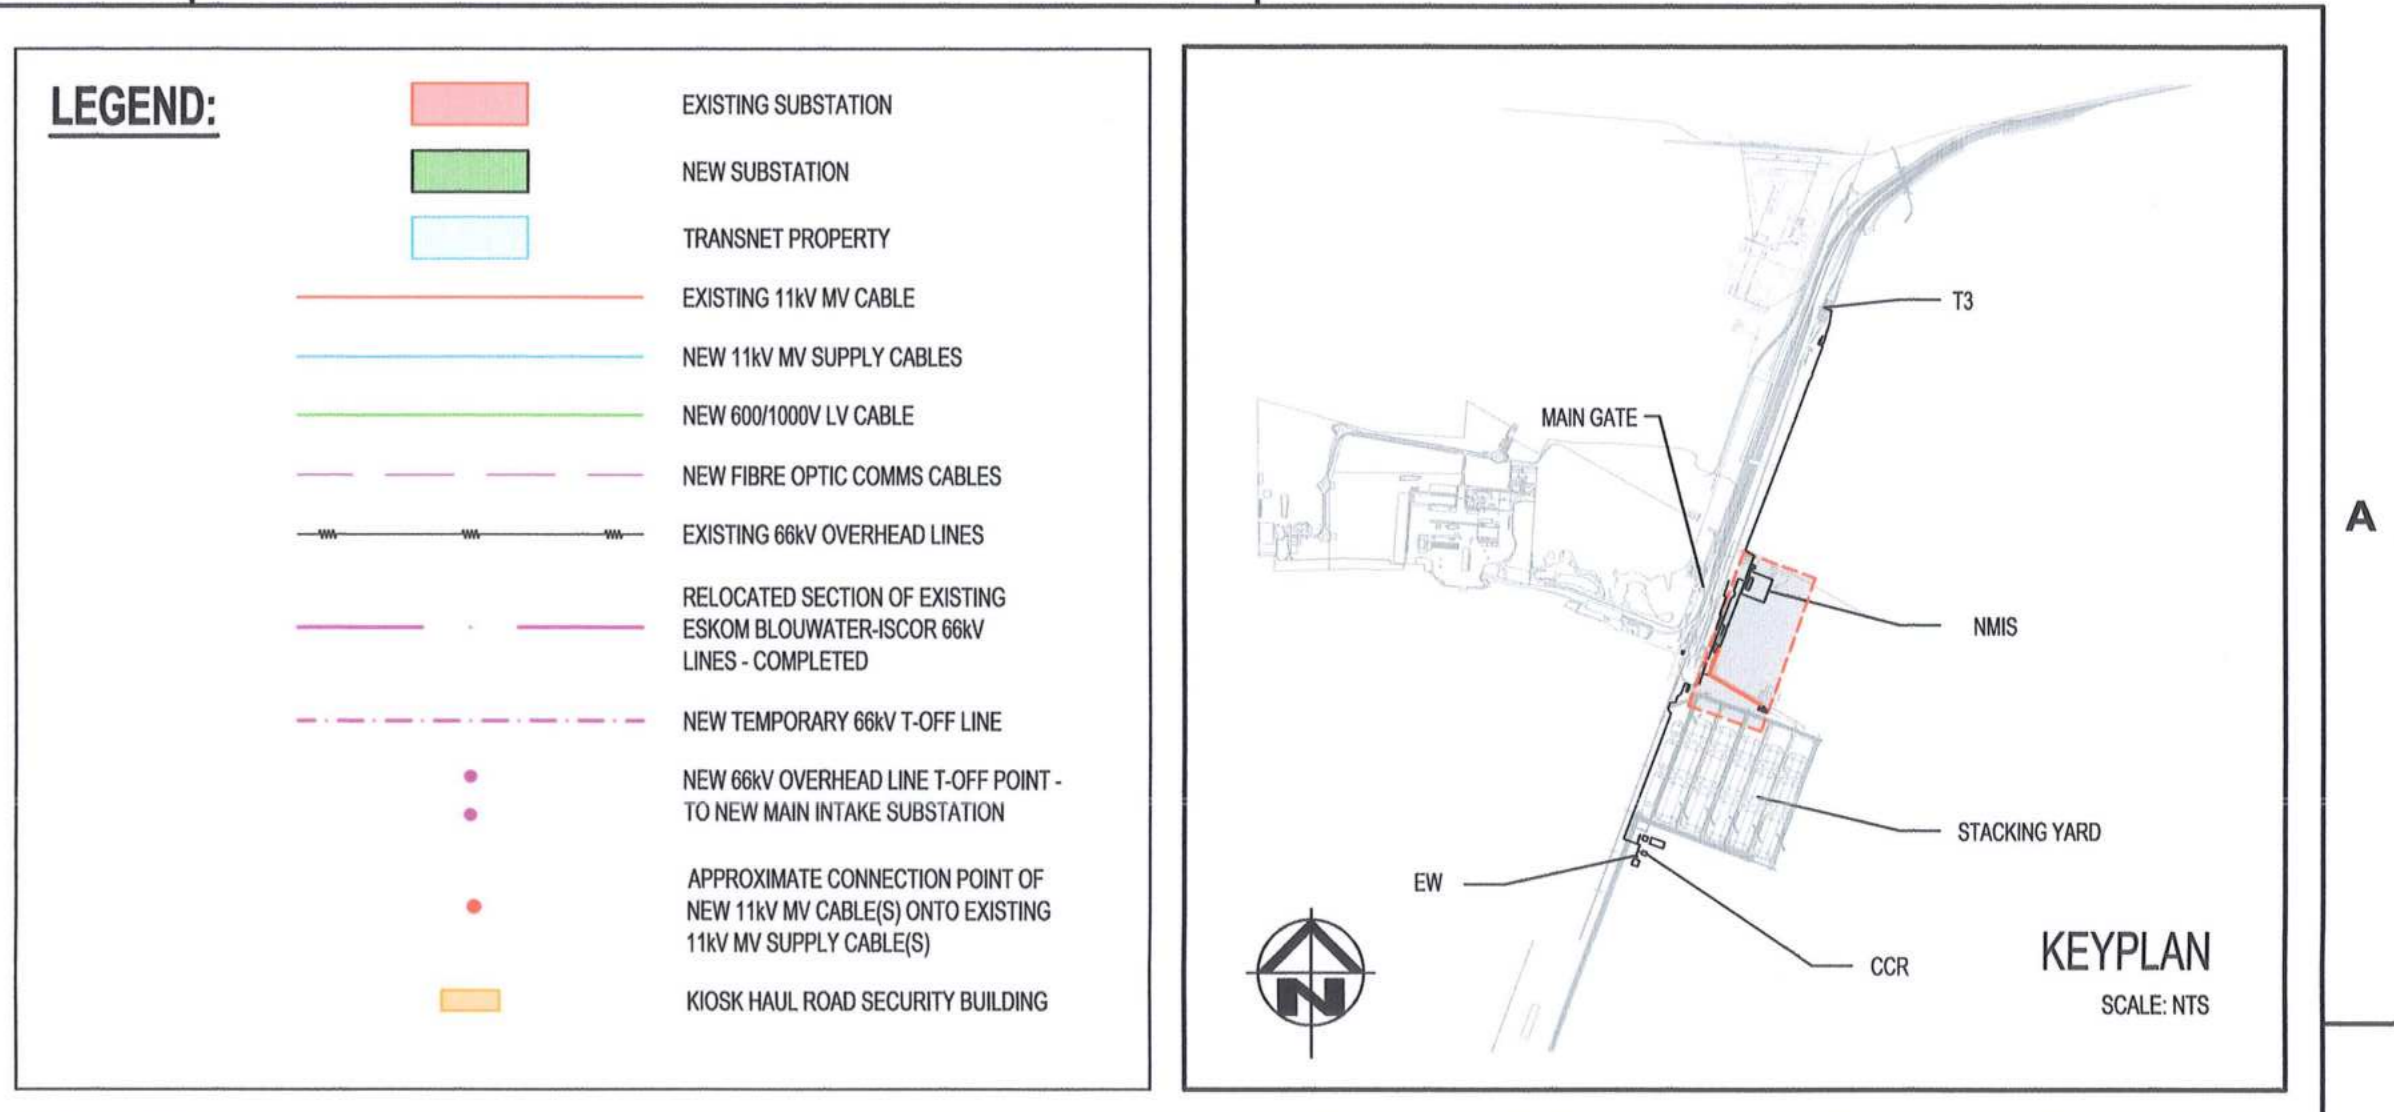 LEGEND:
EXISTING SUBSTATION
NEW SUBSTATION
TRANSNET PROPERTY
EXISTING 11kV MV CABLE
NEW 11kV MV SUPPLY CABLES
NEW 600/1000V LV CABLE
NEW FIBRE OPTIC COMMS CABLES
EXISTING 66kV OVERHEAD LINES
RELOCATED SECTION OF EXISTING
ESKOM BLOUWATER-ISCOR 66kV
LINES - COMPLETED
NEW TEMPORARY 66kV T-OFF LINE
NEW 66kV OVERHEAD LINE T-OFF POINT -
TO NEW MAIN INTAKE SUBSTATION
APPROXIMATE CONNECTION POINT OF
NEW 11kV MV CABLE(S) ONTO EXISTING
11kV MV SUPPLY CABLE(S)
KIOSK HAUL ROAD SECURITY BUILDING
T3
MAIN GATE
NMIS
STACKING YARD
EW
CCR
N
KEYPLAN
SCALE: NTS
A